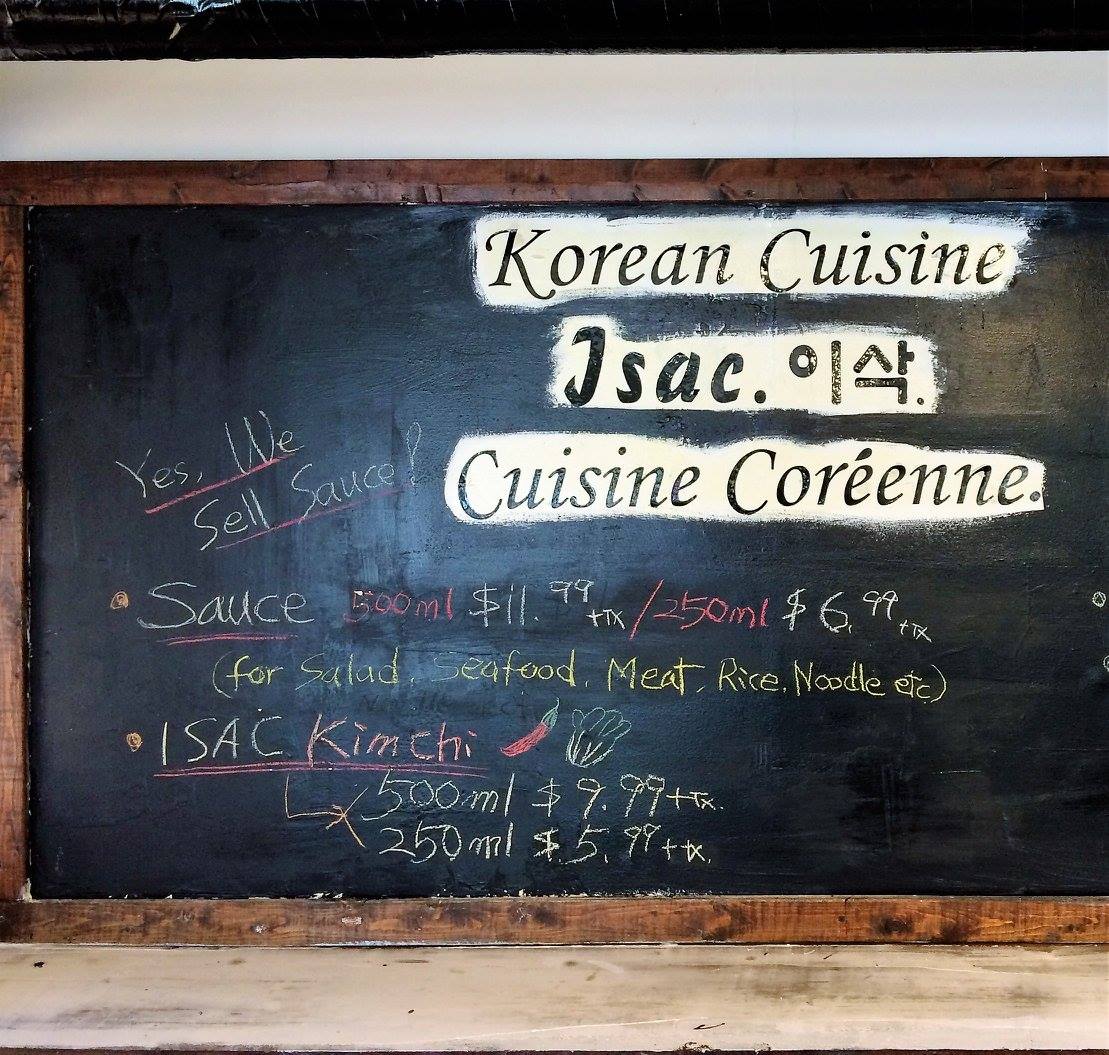 Korean Cuisine
Isac. 이삭.
Cuisine Coréenne.
Yes, We
Sell Sauce!
Sauce 500ml $11.99 +TX / 250ml $6.99 +TX
(for Salad, Seafood, Meat, Rice, Noodle etc)
ISAC Kimchi
500ml $9.99+TX.
250ml $5.99+tx.